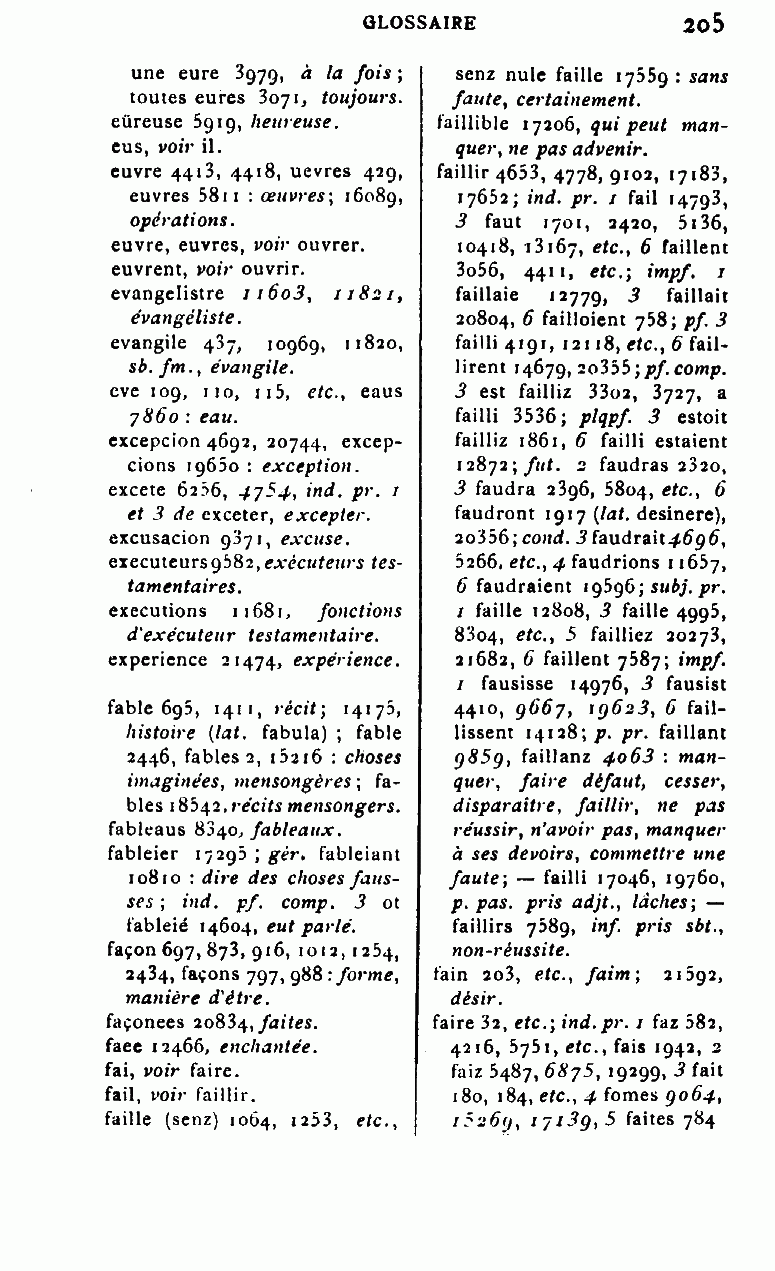 GLOSSAIRE 205
une eure 3979, à la fois ;
toutes eures 3071, toujours.
eüreuse 5919, heureuse.
eus, voir il.
euvre 4413, 4418, uevres 429,
euvres 5811 : œuvres ; 16089,
opérations.
euvre, euvres, voir ouvrer.
euvrent, voir ouvrir.
evangelistre 11603, 11821,
évangéliste.
evangile 437, 10969, 11820,
sb. fm., évangile.
eve 109, 110, 115, etc., eaus
7860 : eau.
excepcion 4692, 20744, excep-
cions 19650 : exception.
excete 6256, 4754, ind. pr. 1
et 3 de exceter, excepter.
excusacion 9371, excuse.
executeurs 9582, exécuteurs tes-
tamentaires.
executions 11681, fonctions
d'exécuteur testamentaire.
experience 21474, expérience.
fable 695, 1411, récit ; 14175,
histoire (lat. fabula) ; fable
2446, fables 2, 15216 : choses
imaginées, mensongères ; fa-
bles 18542, récits mensongers.
fableaus 8340, fableaux.
fableier 17295 ; gér. fableiant
10810 : dire des choses faus-
ses ; ind. pf. comp. 3 ot
fableié 14604, eut parlé.
façon 697, 873, 916, 1012, 1254,
2434, façons 797, 988 : forme,
manière d'être.
façonees 20834, faites.
faee 12466, enchantée.
fai, voir faire.
fail, voir faillir.
faille (senz) 1064, 1253, etc.,
senz nule faille 17559 : sans
faute, certainement.
faillible 17206, qui peut man-
quer, ne pas advenir.
faillir 4653, 4778, 9102, 17183,
17652 ; ind. pr. 1 fail 14793,
3 faut 1701, 2420, 5136,
10418, 13167, etc., 6 faillent
3056, 4411, etc.; impf. 1
faillaie 12779, 3 faillait
20804, 6 failloient 758 ; pf. 3
failli 4191, 12118, etc., 6 fail-
lirent 14679, 20355 ; pf. comp.
3 est failliz 3302, 3727, a
failli 3536 ; plqpf. 3 estoit
failliz 1861, 6 failli estaient
12872 ; fut. 2 faudras 2320,
3 faudra 2396, 5804, etc., 6
faudront 1917 (lat. desinere),
20356 ; cond. 3 faudrait 4696,
5266, etc., 4 faudrions 11657,
6 faudraient 19596 ; subj. pr.
1 faille 12808, 3 faille 4995,
8304, etc., 5 failliez 20273,
21682, 6 faillent 7587 ; impf.
1 fausisse 14976, 3 fausist
4410, 9667, 19623, 6 fail-
lissent 14128 ; p. pr. faillant
9859, faillanz 4063 : man-
quer, faire défaut, cesser,
disparaître, faillir, ne pas
réussir, n'avoir pas, manquer
à ses devoirs, commettre une
faute ; — failli 17046, 19760,
p. pas. pris adjt., lâches ; —
faillirs 7589, inf. pris sbt.,
non-réussite.
fain 203, etc., faim ; 21592,
désir.
faire 32, etc.; ind. pr. 1 faz 582,
4216, 5751, etc., fais 1942, 2
faiz 5487, 6875, 19299, 3 fait
180, 184, etc., 4 fomes 9064,
15269, 17139, 5 faites 784